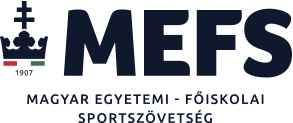 MEFS
1907
MAGYAR EGYETEMI - FŐISKOLAI
SPORTSZÖVETSÉG